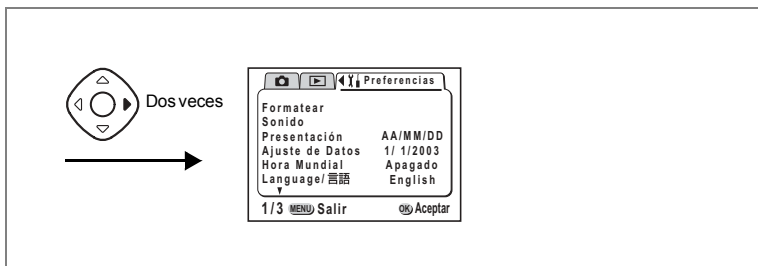 Dos veces
Preferencias
Formatear
Sonido
Presentación AA/MM/DD
Ajuste de Datos 1/ 1/2003
Hora Mundial Apagado
Language/言語 English
1/3 MENU Salir OK Aceptar